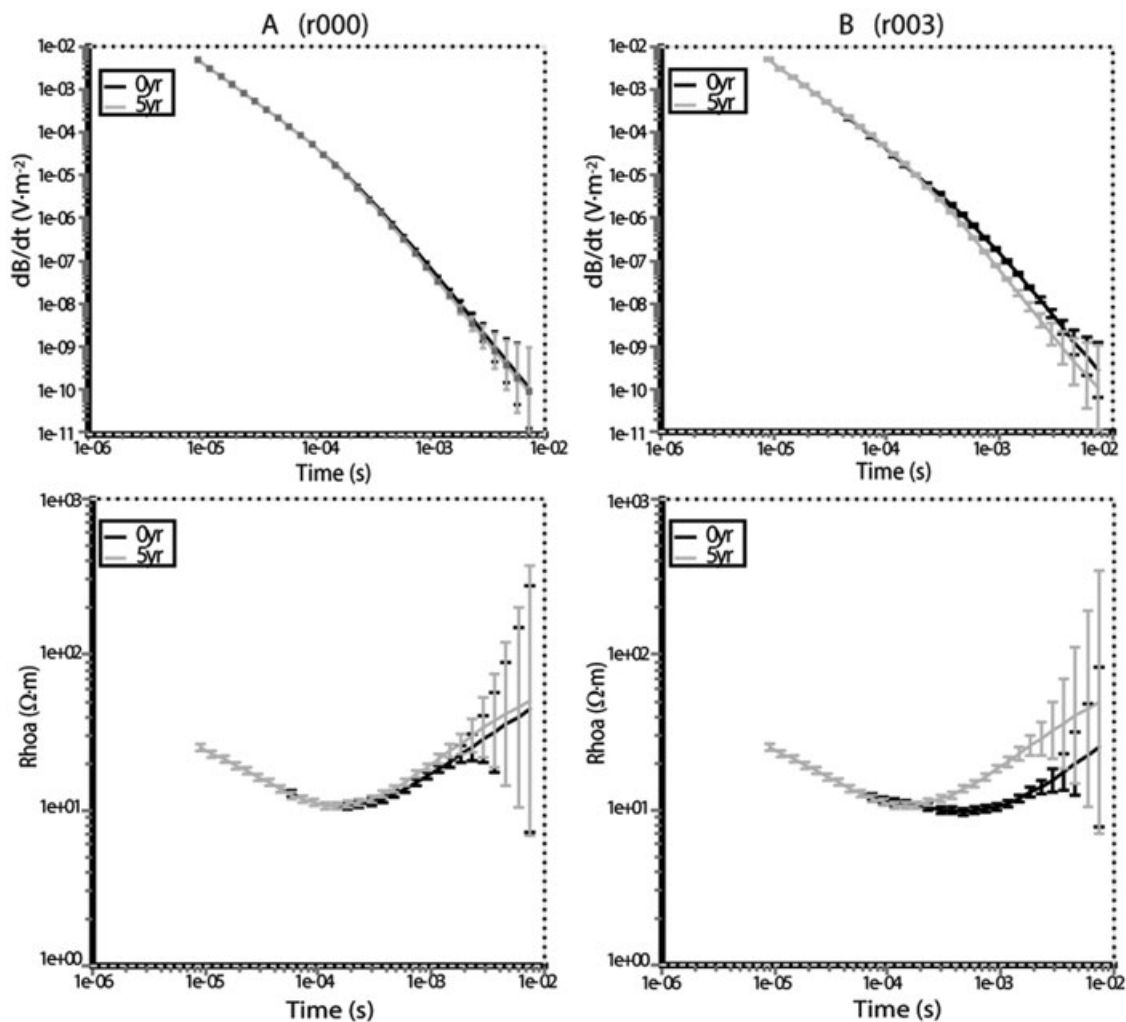 A (r000)
B (r003)
1e-02
1e-03
1e-04
1e-05
1e-06
1e-07
1e-08
1e-09
1e-10
1e-11
dB/dt (V·m⁻²)
0yr
5yr
1e-06
1e-05
1e-04
1e-03
1e-02
Time (s)
1e-02
1e-03
1e-04
1e-05
1e-06
1e-07
1e-08
1e-09
1e-10
1e-11
dB/dt (V·m⁻²)
0yr
5yr
1e-06
1e-05
1e-04
1e-03
1e-02
Time (s)
1e+03
1e+02
1e+01
1e+00
Rhoa (Ω·m)
0yr
5yr
1e-06
1e-05
1e-04
1e-03
1e-02
Time (s)
1e+03
1e+02
1e+01
1e+00
Rhoa (Ω·m)
0yr
5yr
1e-06
1e-05
1e-04
1e-03
1e-02
Time (s)